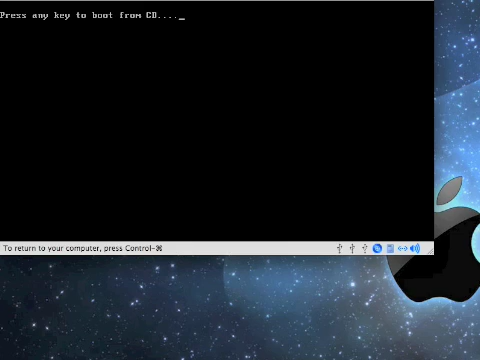 Press any key to boot from CD...._
To return to your computer, press Control-⌘